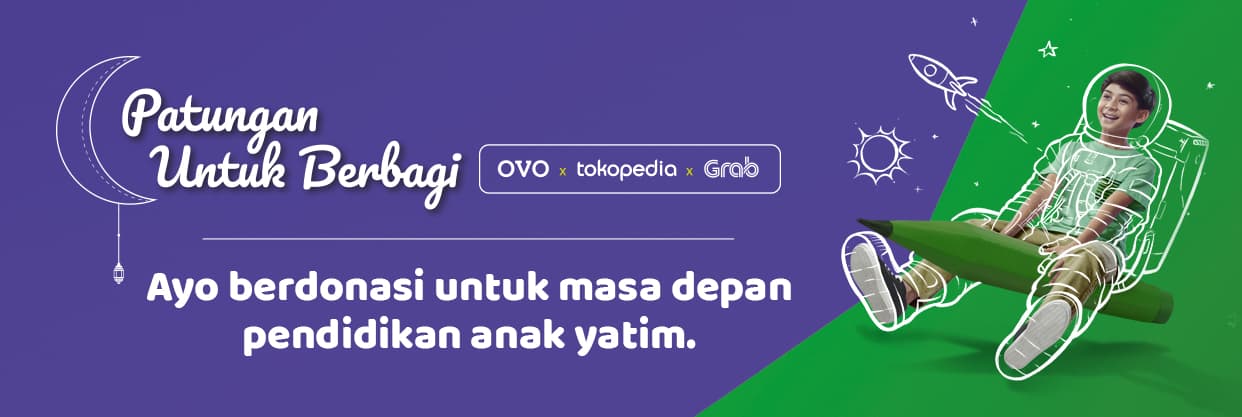 Patungan
Untuk Berbagi
OVO x tokopedia x Grab
Ayo berdonasi untuk masa depan
pendidikan anak yatim.